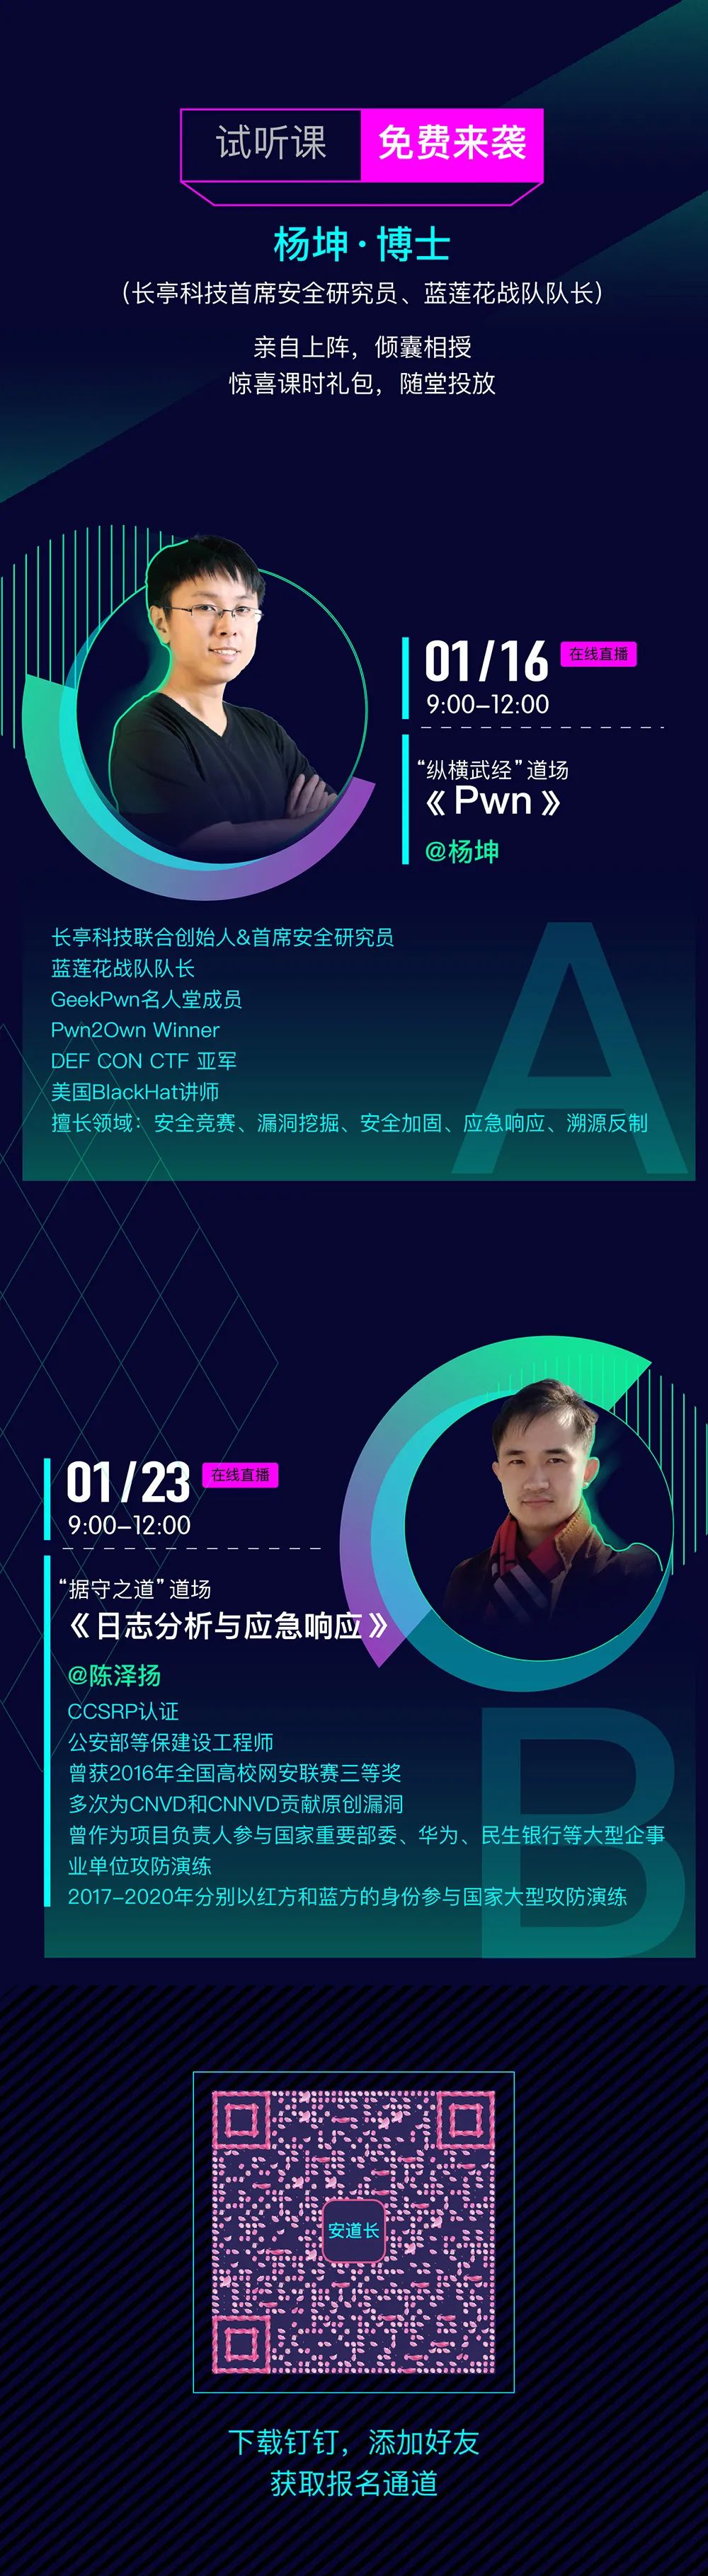 试听课 免费来袭
杨坤·博士
（长亭科技首席安全研究员、蓝莲花战队队长）
亲自上阵，倾囊相授
惊喜课时礼包，随堂投放
01/16 在线直播
9:00-12:00
“纵横武经”道场
《Pwn》
@杨坤
长亭科技联合创始人&首席安全研究员
蓝莲花战队队长
GeekPwn名人堂成员
Pwn2Own Winner
DEF CON CTF 亚军
美国BlackHat讲师
擅长领域：安全竞赛、漏洞挖掘、安全加固、应急响应、溯源反制
A
01/23 在线直播
9:00-12:00
“据守之道”道场
《日志分析与应急响应》
@陈泽扬
CCSRP认证
公安部等保建设工程师
曾获2016年全国高校网安联赛三等奖
多次为CNVD和CNNVD贡献原创漏洞
曾作为项目负责人参与国家重要部委、华为、民生银行等大型企事
业单位攻防演练
2017-2020年分别以红方和蓝方的身份参与国家大型攻防演练
B
安道长
下载钉钉，添加好友
获取报名通道